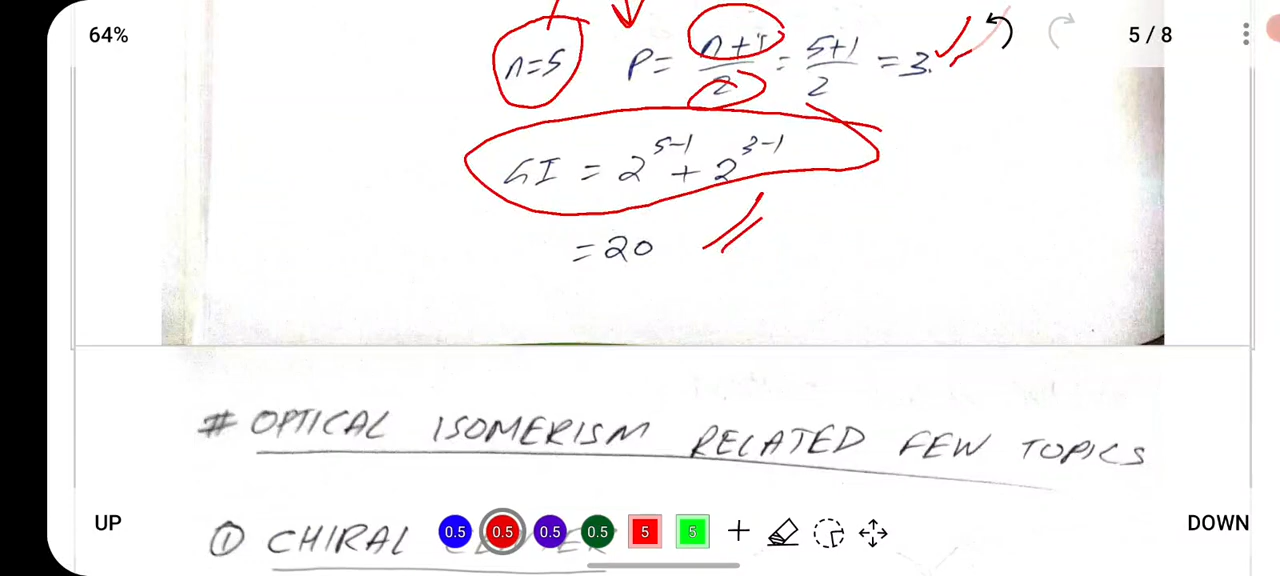 64%
5 / 8
n=5 P = n+1/2 = 5+1/2 = 3.
GI = 2^5-1 + 2^3-1
= 20
# OPTICAL ISOMERISM RELATED FEW TOPICS
① CHIRAL CENTER
0.5 0.5 0.5 0.5 5 5
UP
DOWN